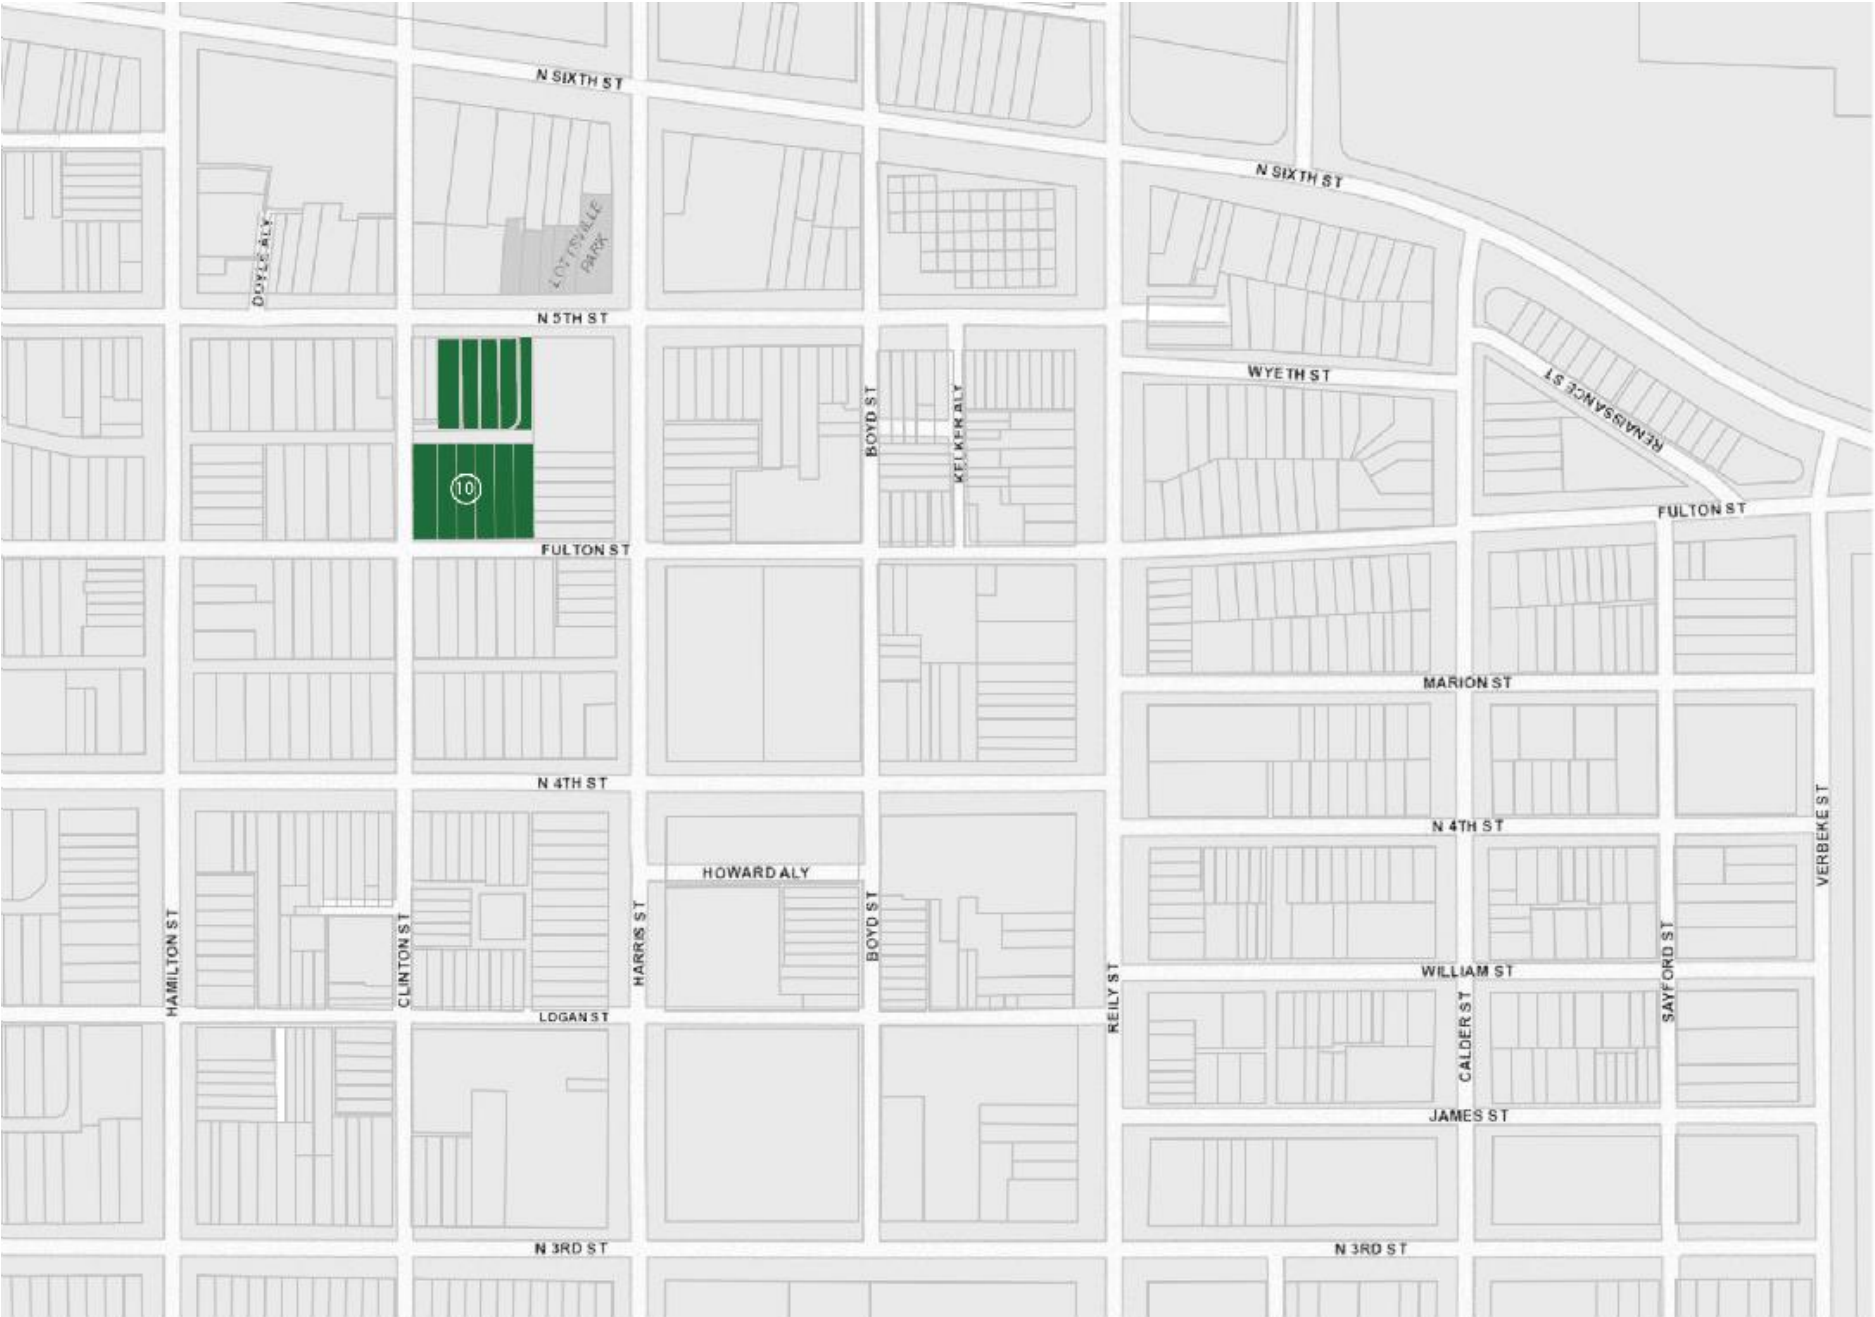 N SIXTH ST
N SIXTH ST
DOYLE ALY
LOTTSVILLE
PARK
N 5TH ST
WYETH ST
RENAISSANCE ST
BOYD ST
KELKER ALY
10
FULTON ST
FULTON ST
MARION ST
N 4TH ST
N 4TH ST
VERBEKE ST
HOWARD ALY
HAMILTON ST
CLINTON ST
HARRIS ST
BOYD ST
REILY ST
WILLIAM ST
SAYFORD ST
CALDER ST
LOGAN ST
JAMES ST
N 3RD ST
N 3RD ST